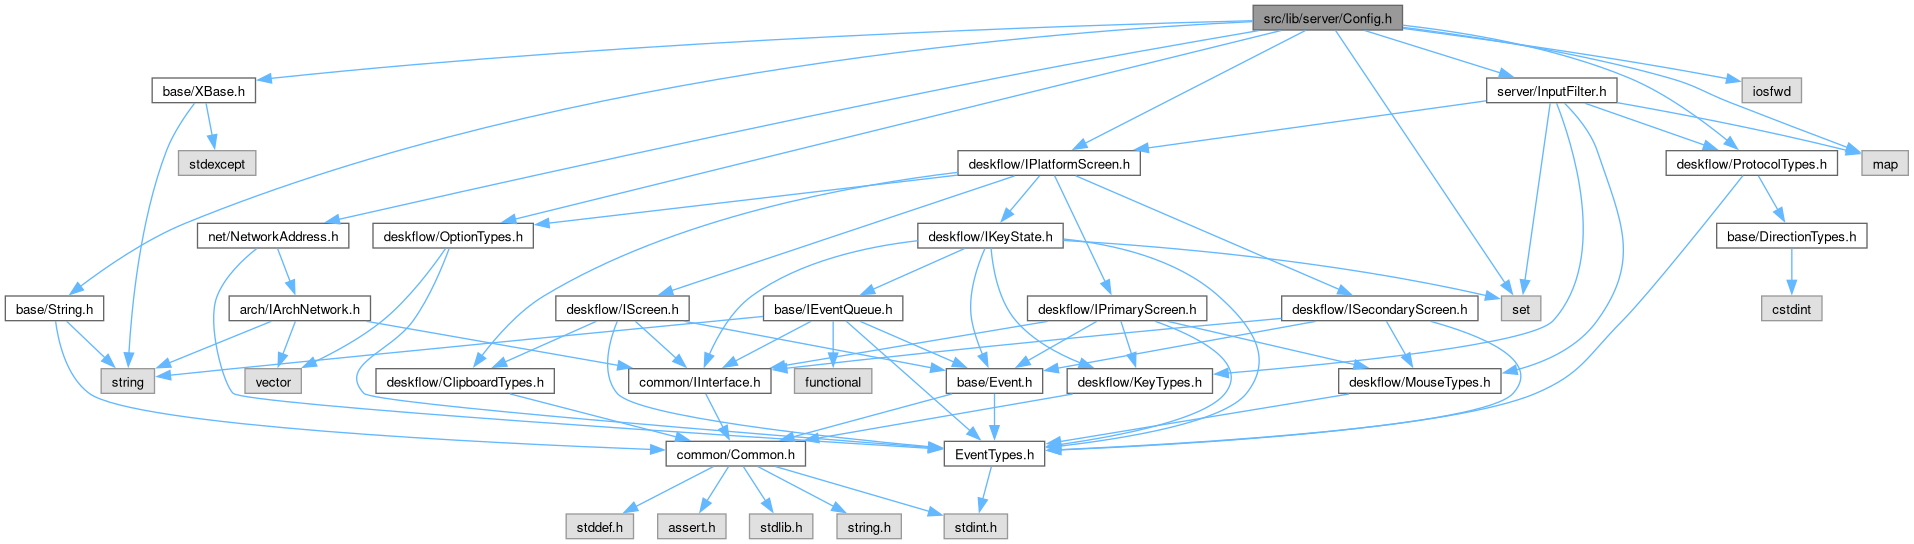 src/lib/server/Config.h
base/XBase.h
server/InputFilter.h
iosfwd
stdexcept
deskflow/IPlatformScreen.h
deskflow/ProtocolTypes.h
map
net/NetworkAddress.h
deskflow/OptionTypes.h
deskflow/IKeyState.h
base/DirectionTypes.h
base/String.h
arch/IArchNetwork.h
deskflow/IScreen.h
base/IEventQueue.h
deskflow/IPrimaryScreen.h
deskflow/ISecondaryScreen.h
set
cstdint
string
vector
deskflow/ClipboardTypes.h
common/IInterface.h
functional
base/Event.h
deskflow/KeyTypes.h
deskflow/MouseTypes.h
common/Common.h
EventTypes.h
stddef.h
assert.h
stdlib.h
string.h
stdint.h